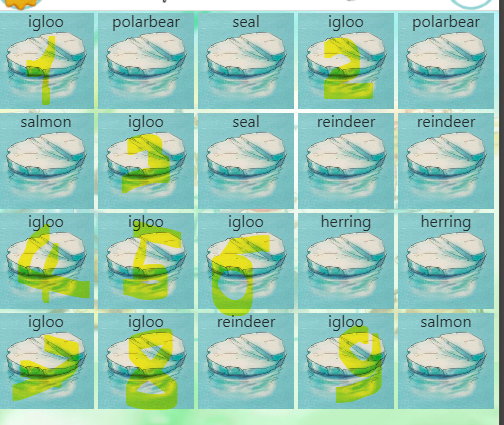 igloo polarbear seal igloo polarbear
1 2
salmon igloo seal reindeer reindeer
3
igloo igloo igloo herring herring
4 5 6
igloo igloo reindeer igloo salmon
7 8 9